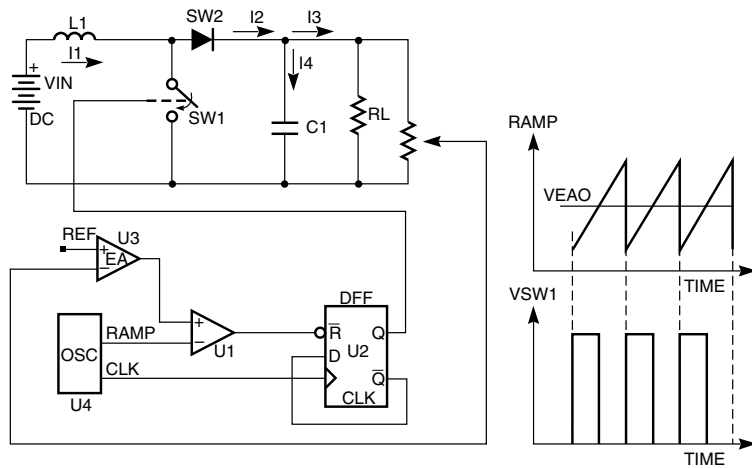 L1
SW2
I2
I3
I1
I4
+
VIN
DC
SW1
C1
RL
REF
U3
+
EA
−
RAMP
OSC
CLK
U4
+
−
U1
DFF
R̅
Q
D
U2
Q̅
CLK
RAMP
VEAO
TIME
VSW1
TIME